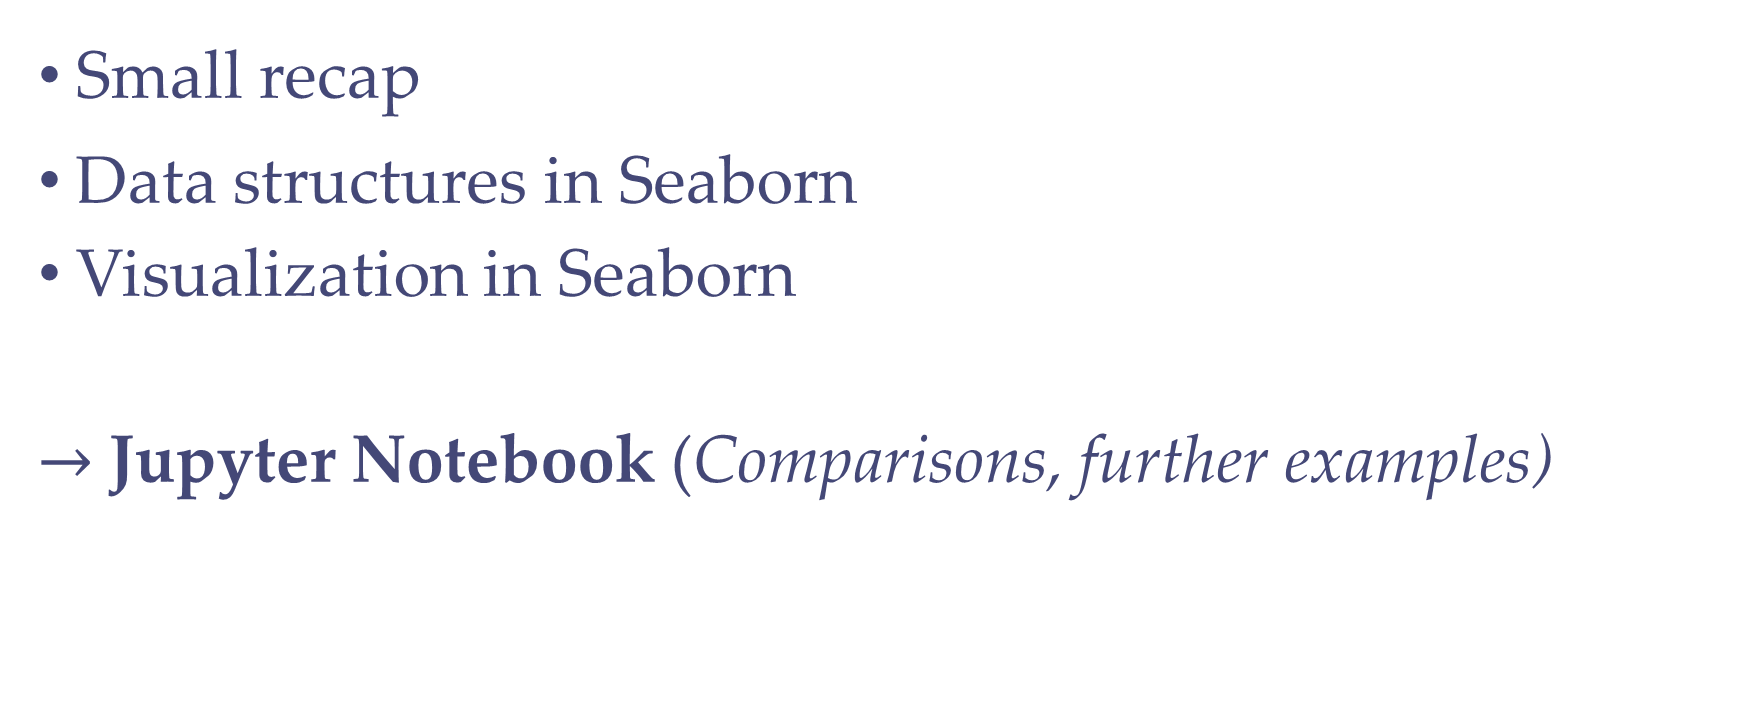 • Small recap
• Data structures in Seaborn
• Visualization in Seaborn
→ Jupyter Notebook (Comparisons, further examples)